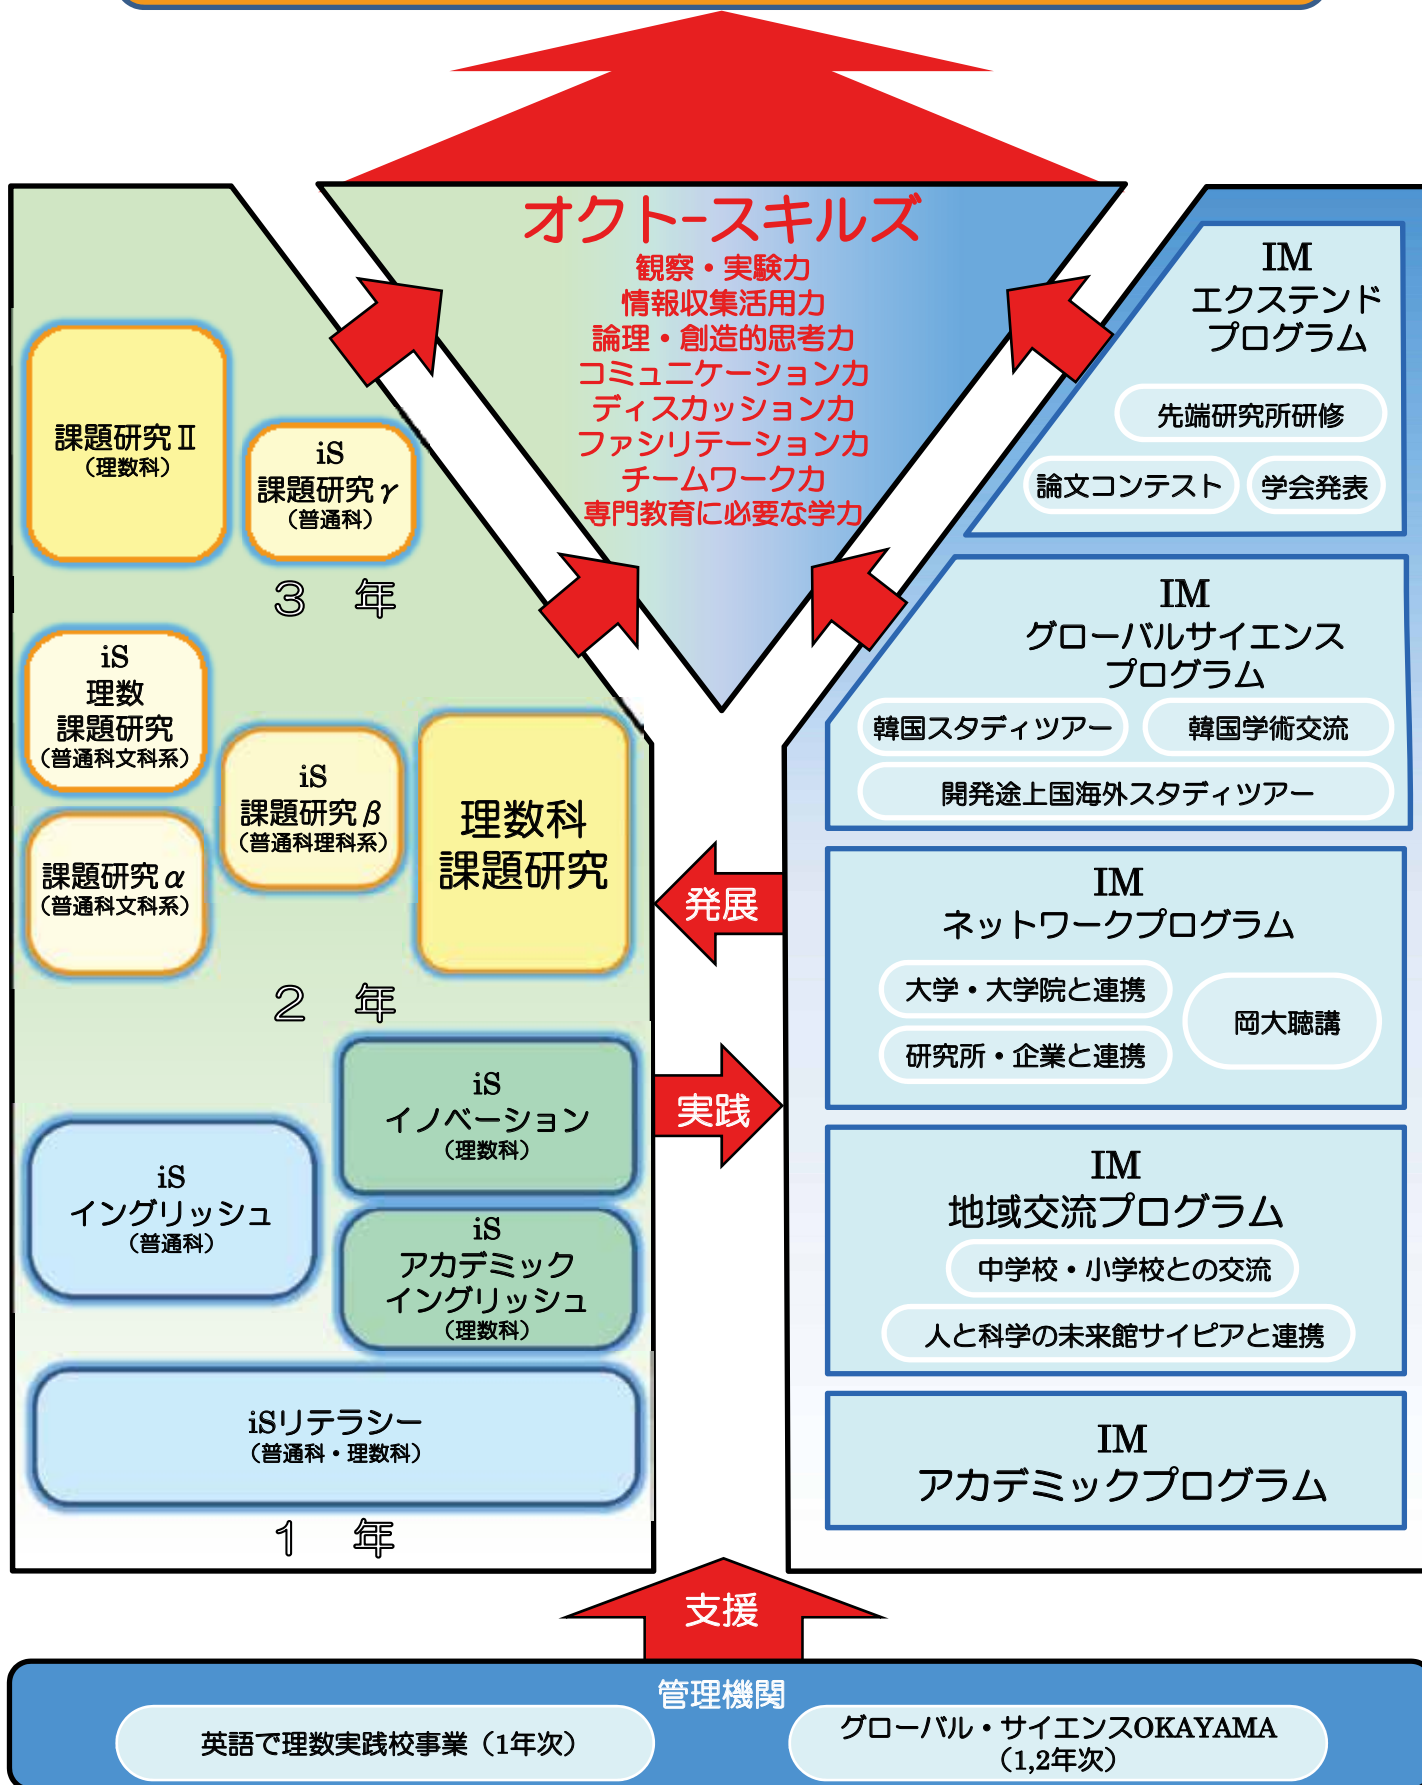 オクト-スキルズ
観察・実験力
情報収集活用力
論理・創造的思考力
コミュニケーション力
ディスカッション力
ファシリテーション力
チームワーク力
専門教育に必要な学力
課題研究Ⅱ
（理数科）
iS
課題研究γ
（普通科）
3 年
iS
理数
課題研究
（普通科文科系）
課題研究α
（普通科文科系）
iS
課題研究β
（普通科理科系）
理数科
課題研究
2 年
iS
イノベーション
（理数科）
iS
イングリッシュ
（普通科）
iS
アカデミック
イングリッシュ
（理数科）
iSリテラシー
（普通科・理数科）
1 年
発展
実践
IM
エクステンド
プログラム
先端研究所研修
論文コンテスト
学会発表
IM
グローバルサイエンス
プログラム
韓国スタディツアー
韓国学術交流
開発途上国海外スタディツアー
IM
ネットワークプログラム
大学・大学院と連携
研究所・企業と連携
岡大聴講
IM
地域交流プログラム
中学校・小学校との交流
人と科学の未来館サイピアと連携
IM
アカデミックプログラム
支援
管理機関
英語で理数実践校事業（1年次）
グローバル・サイエンスOKAYAMA
（1,2年次）